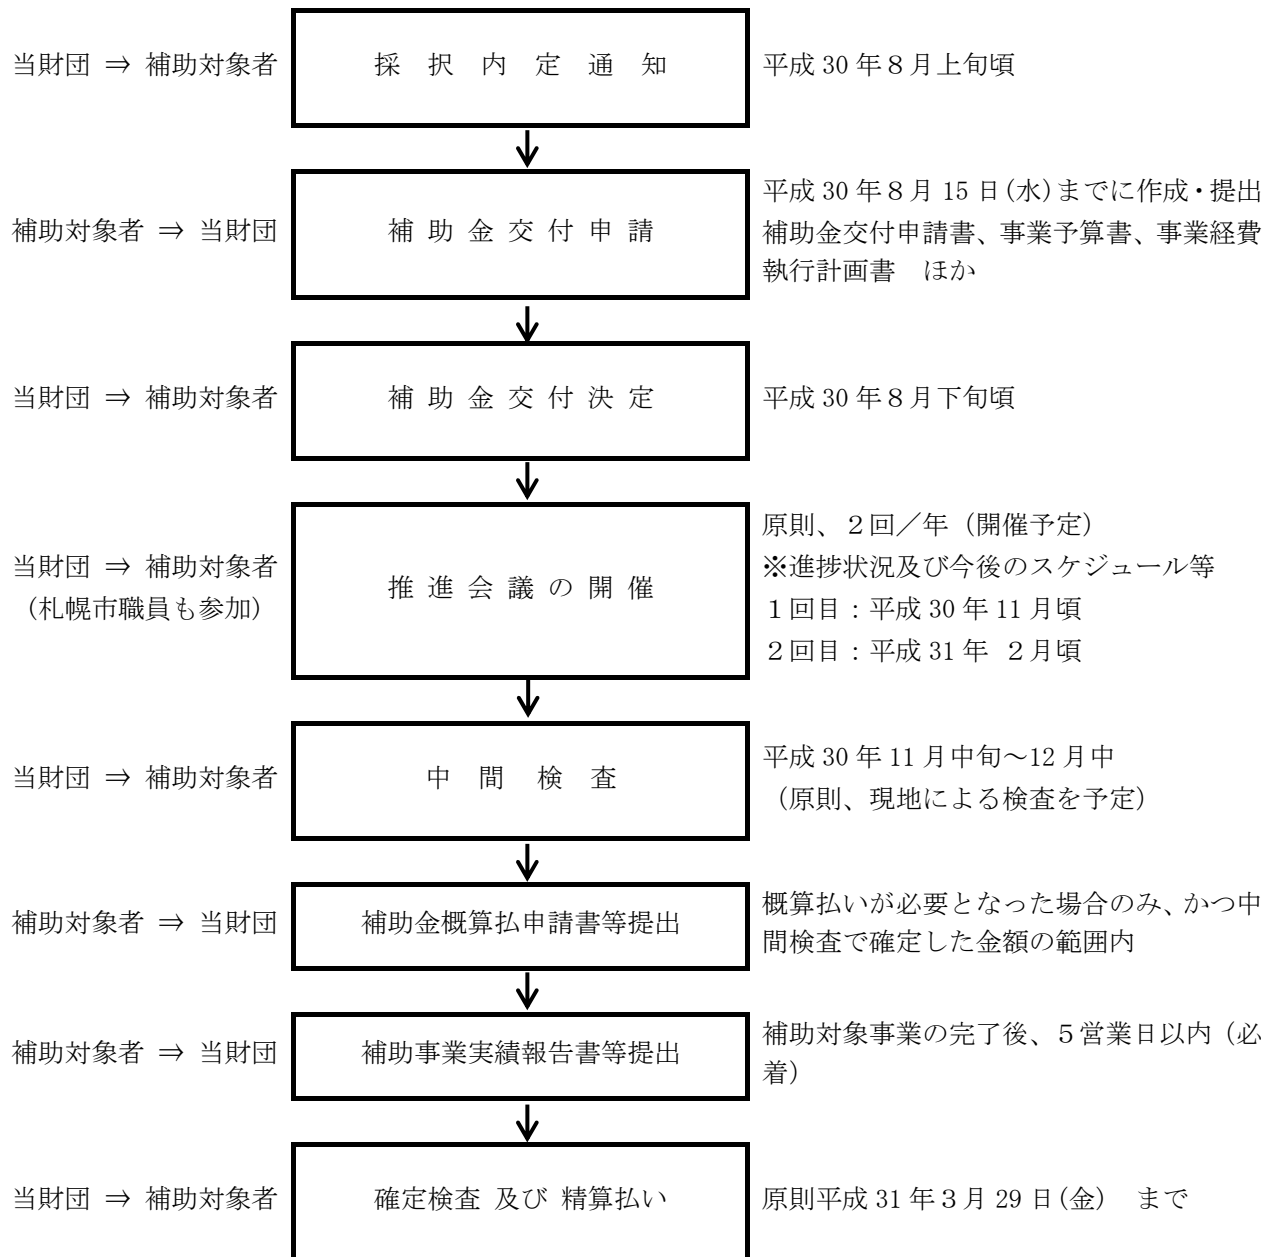 当財団 ⇒ 補助対象者
採 択 内 定 通 知
平成 30 年８月上旬頃
補助対象者 ⇒ 当財団
補 助 金 交 付 申 請
平成 30 年８月 15 日(水)までに作成・提出
補助金交付申請書、事業予算書、事業経費
執行計画書　ほか
当財団 ⇒ 補助対象者
補 助 金 交 付 決 定
平成 30 年８月下旬頃
当財団 ⇒ 補助対象者
（札幌市職員も参加）
推 進 会 議 の 開 催
原則、２回／年（開催予定）
※進捗状況及び今後のスケジュール等
１回目：平成 30 年 11 月頃
２回目：平成 31 年 ２月頃
当財団 ⇒ 補助対象者
中 間 検 査
平成 30 年 11 月中旬～12 月中
（原則、現地による検査を予定）
補助対象者 ⇒ 当財団
補助金概算払申請書等提出
概算払いが必要となった場合のみ、かつ中
間検査で確定した金額の範囲内
補助対象者 ⇒ 当財団
補助事業実績報告書等提出
補助対象事業の完了後、５営業日以内（必
着）
当財団 ⇒ 補助対象者
確定検査 及び 精算払い
原則平成 31 年３月 29 日(金)　まで